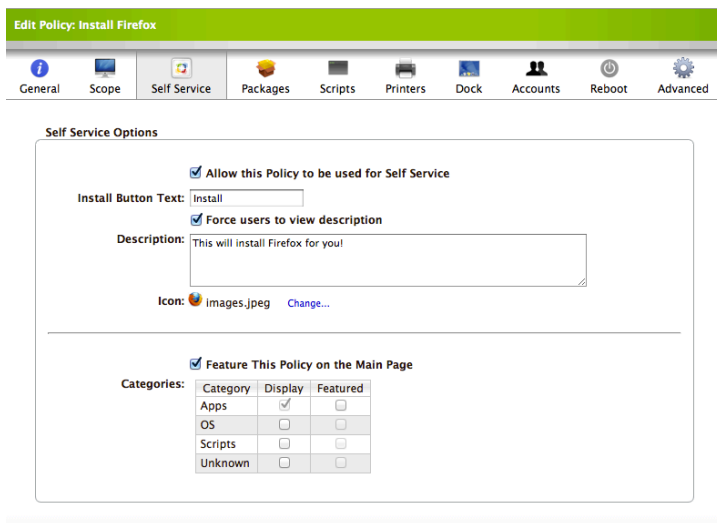 Edit Policy: Install Firefox
General Scope Self Service Packages Scripts Printers Dock Accounts Reboot Advanced
Self Service Options
Allow this Policy to be used for Self Service
Install Button Text: Install
Force users to view description
Description: This will install Firefox for you!
Icon: images.jpeg Change...
Feature This Policy on the Main Page
Categories: Category Display Featured
Apps
OS
Scripts
Unknown